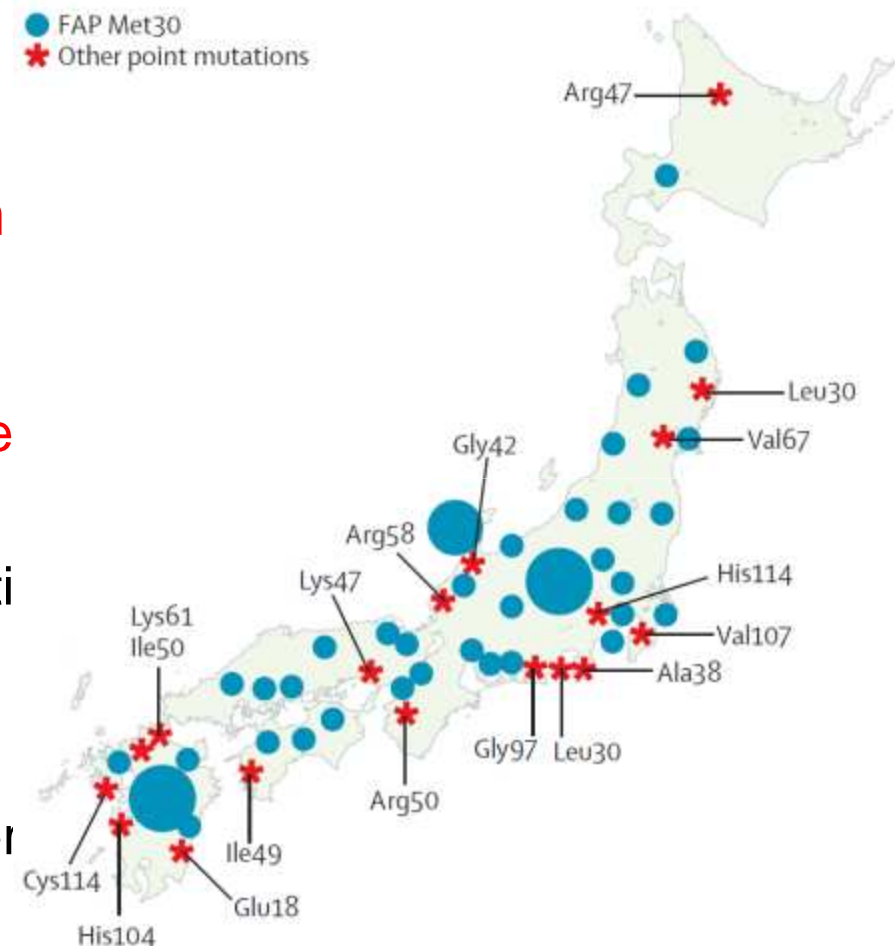 FAP Met30
Other point mutations
Arg47
Leu30
Val67
Gly42
Arg58
Lys47
His114
Lys61
Ile50
Val107
Ala38
Gly97
Leu30
Arg50
Ile49
Cys114
Glu18
His104